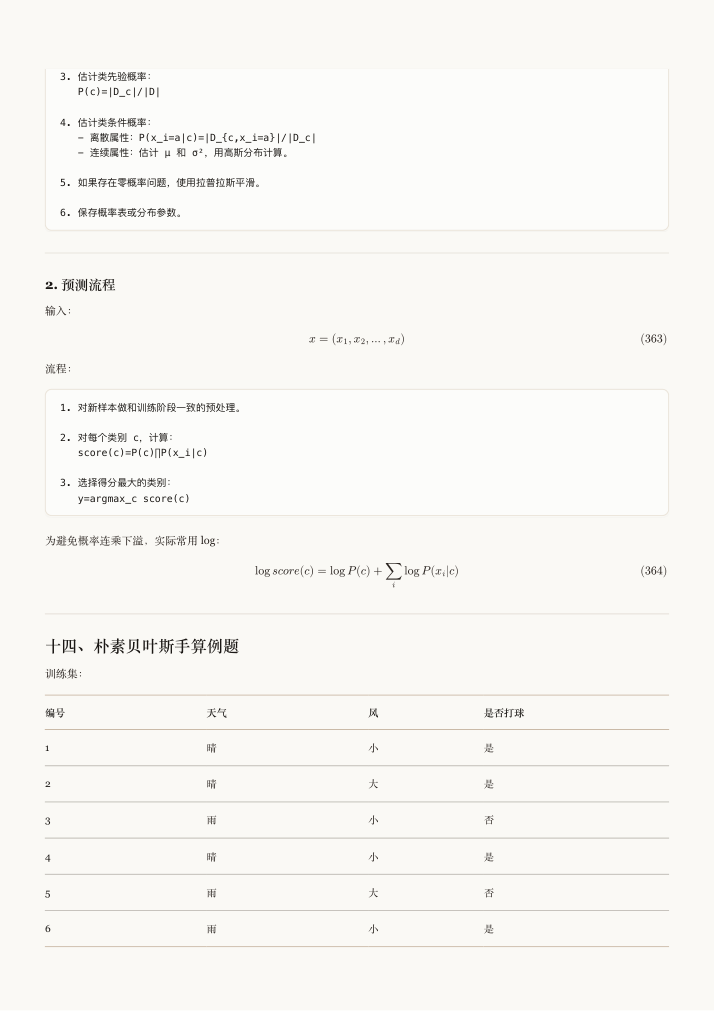 3. 估计类先验概率：
P(c)=|D_c|/|D|
4. 估计类条件概率：
- 离散属性：P(x_i=a|c)=|D_{c,x_i=a}|/|D_c|
- 连续属性：估计 μ 和 σ²，用高斯分布计算。
5. 如果存在零概率问题，使用拉普拉斯平滑。
6. 保存概率表或分布参数。
2. 预测流程
输入：
x = (x₁, x₂, … , x_d) (363)
流程：
1. 对新样本做和训练阶段一致的预处理。
2. 对每个类别 c，计算：
score(c)=P(c)∏P(x_i|c)
3. 选择得分最大的类别：
y=argmax_c score(c)
为避免概率连乘下溢，实际常用 log：
log score(c) = log P(c) + ∑_i log P(x_i|c) (364)
十四、朴素贝叶斯手算例题
训练集：
编号 天气 风 是否打球
1 晴 小 是
2 晴 大 是
3 雨 小 否
4 晴 小 是
5 雨 大 否
6 雨 小 是